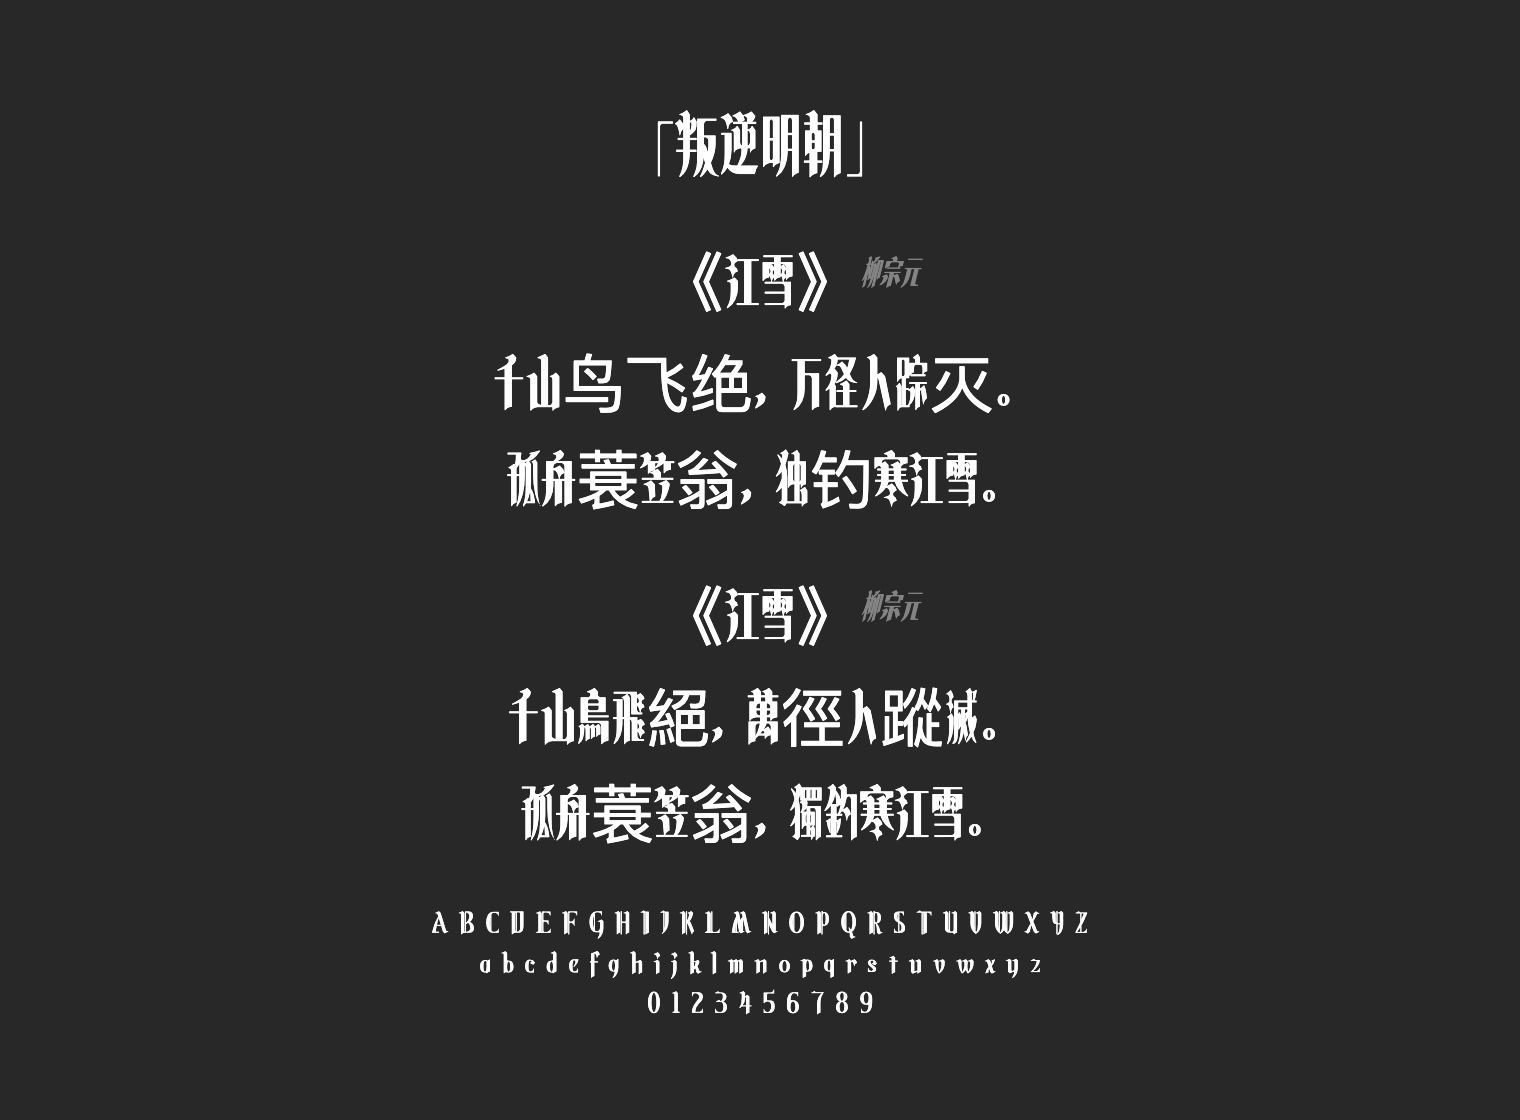 「叛逆明朝」
《江雪》 柳宗元
千山鸟飞绝，万径人踪灭。
孤舟蓑笠翁，独钓寒江雪。
《江雪》 柳宗元
千山鳥飛絕，萬徑人蹤滅。
孤舟蓑笠翁，獨釣寒江雪。
A B C D E F G H I J K L M N O P Q R S T U V W X Y Z
a b c d e f g h i j k l m n o p q r s t u v w x y z
0 1 2 3 4 5 6 7 8 9